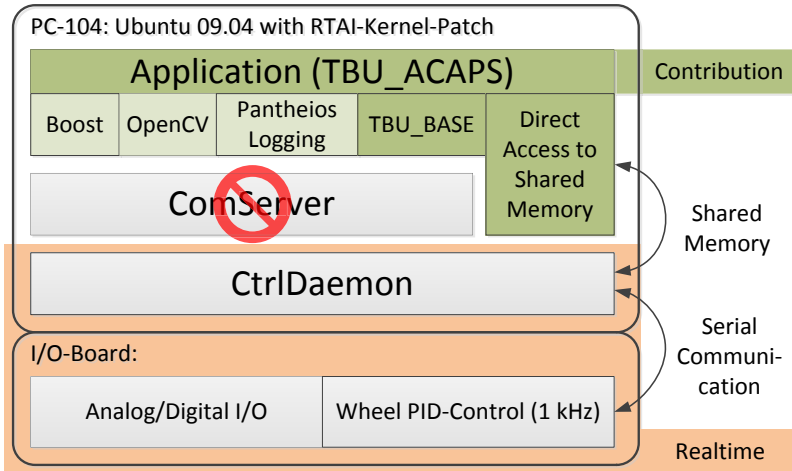 PC-104: Ubuntu 09.04 with RTAI-Kernel-Patch
Application (TBU_ACAPS)
Contribution
Boost
OpenCV
Pantheios
Logging
TBU_BASE
Direct
Access to
Shared
Memory
ComServer
Shared
Memory
CtrlDaemon
Serial
Communi-
cation
I/O-Board:
Analog/Digital I/O
Wheel PID-Control (1 kHz)
Realtime